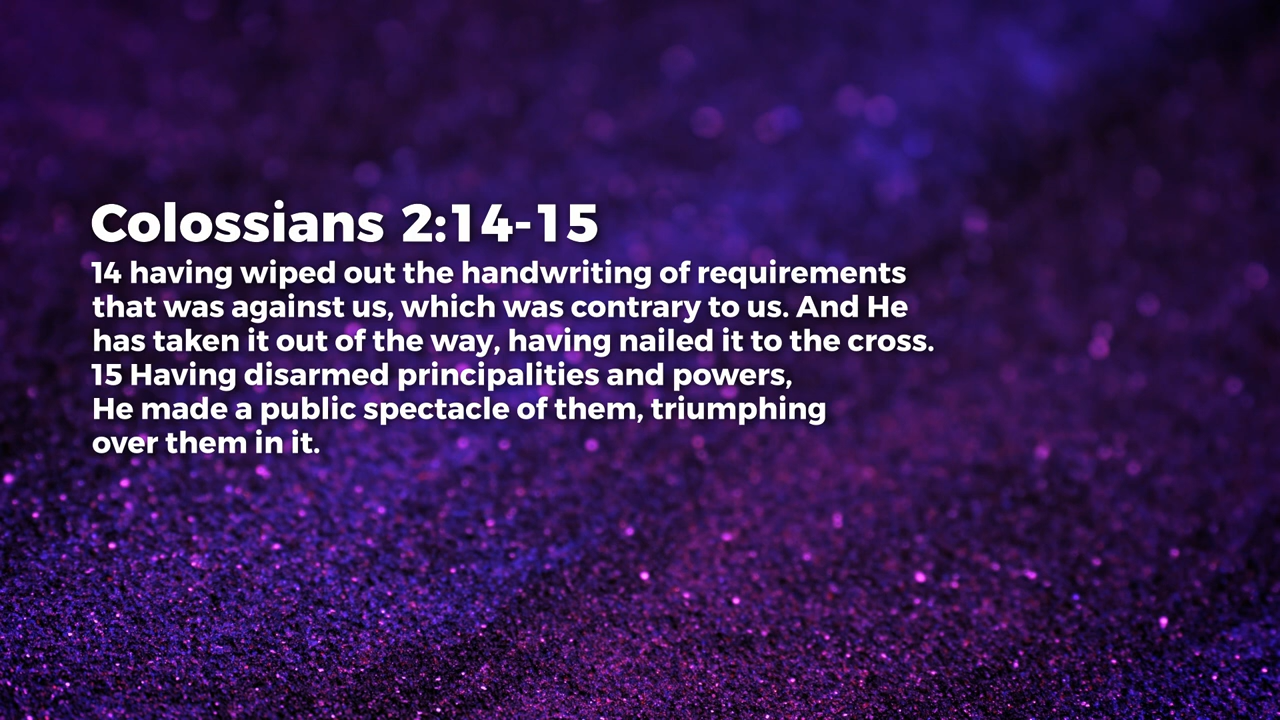 Colossians 2:14-15
14 having wiped out the handwriting of requirements
that was against us, which was contrary to us. And He
has taken it out of the way, having nailed it to the cross.
15 Having disarmed principalities and powers,
He made a public spectacle of them, triumphing
over them in it.